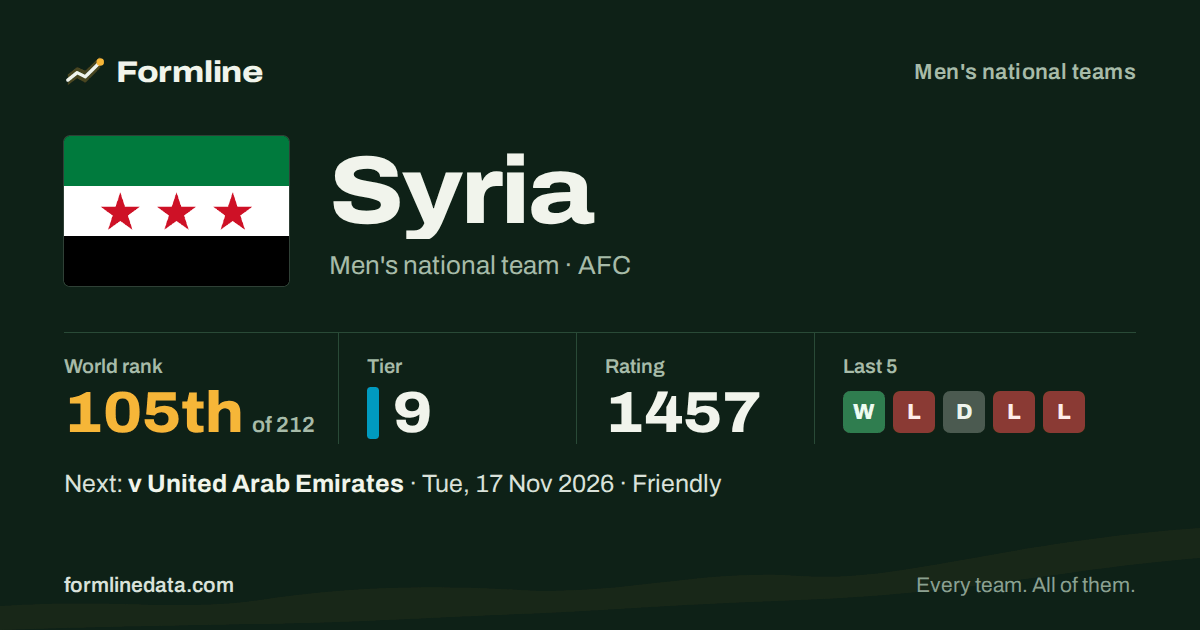 Formline
Men's national teams
Syria
Men's national team · AFC
World rank
105th of 212
Tier
9
Rating
1457
Last 5
W L D L L
Next: v United Arab Emirates · Tue, 17 Nov 2026 · Friendly
formlinedata.com
Every team. All of them.